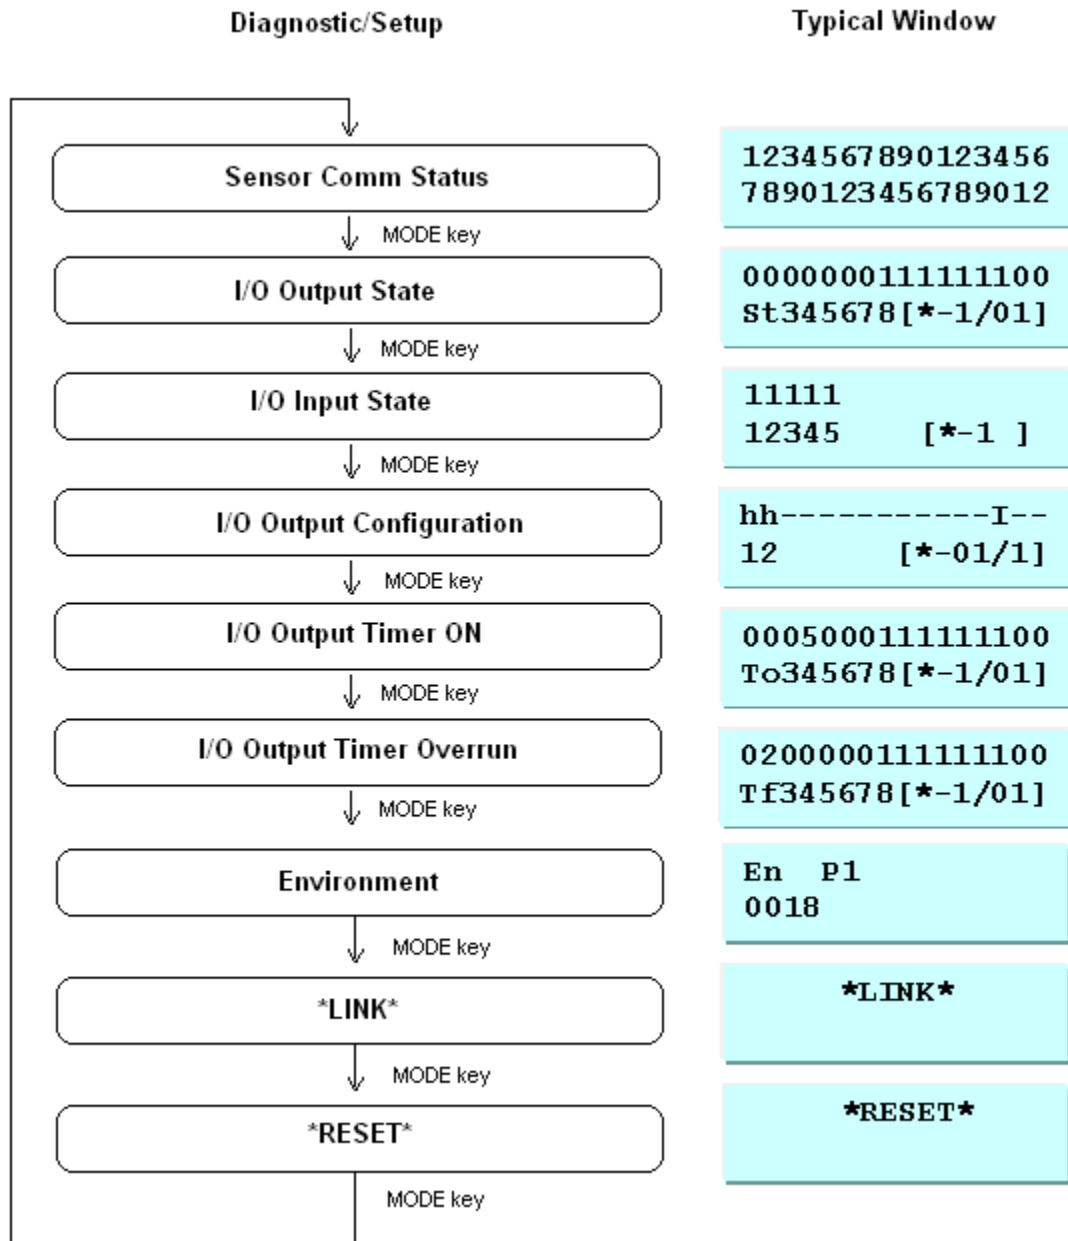 Diagnostic/Setup
Typical Window
Sensor Comm Status
1234567890123456
7890123456789012
MODE key
I/O Output State
0000000111111100
St345678[*-1/01]
MODE key
I/O Input State
11111
12345    [*-1 ]
MODE key
I/O Output Configuration
hh-----------I--
12      [*-01/1]
MODE key
I/O Output Timer ON
0005000111111100
To345678[*-1/01]
MODE key
I/O Output Timer Overrun
0200000111111100
Tf345678[*-1/01]
MODE key
Environment
En  P1
0018
MODE key
*LINK*
*LINK*
MODE key
*RESET*
*RESET*
MODE key